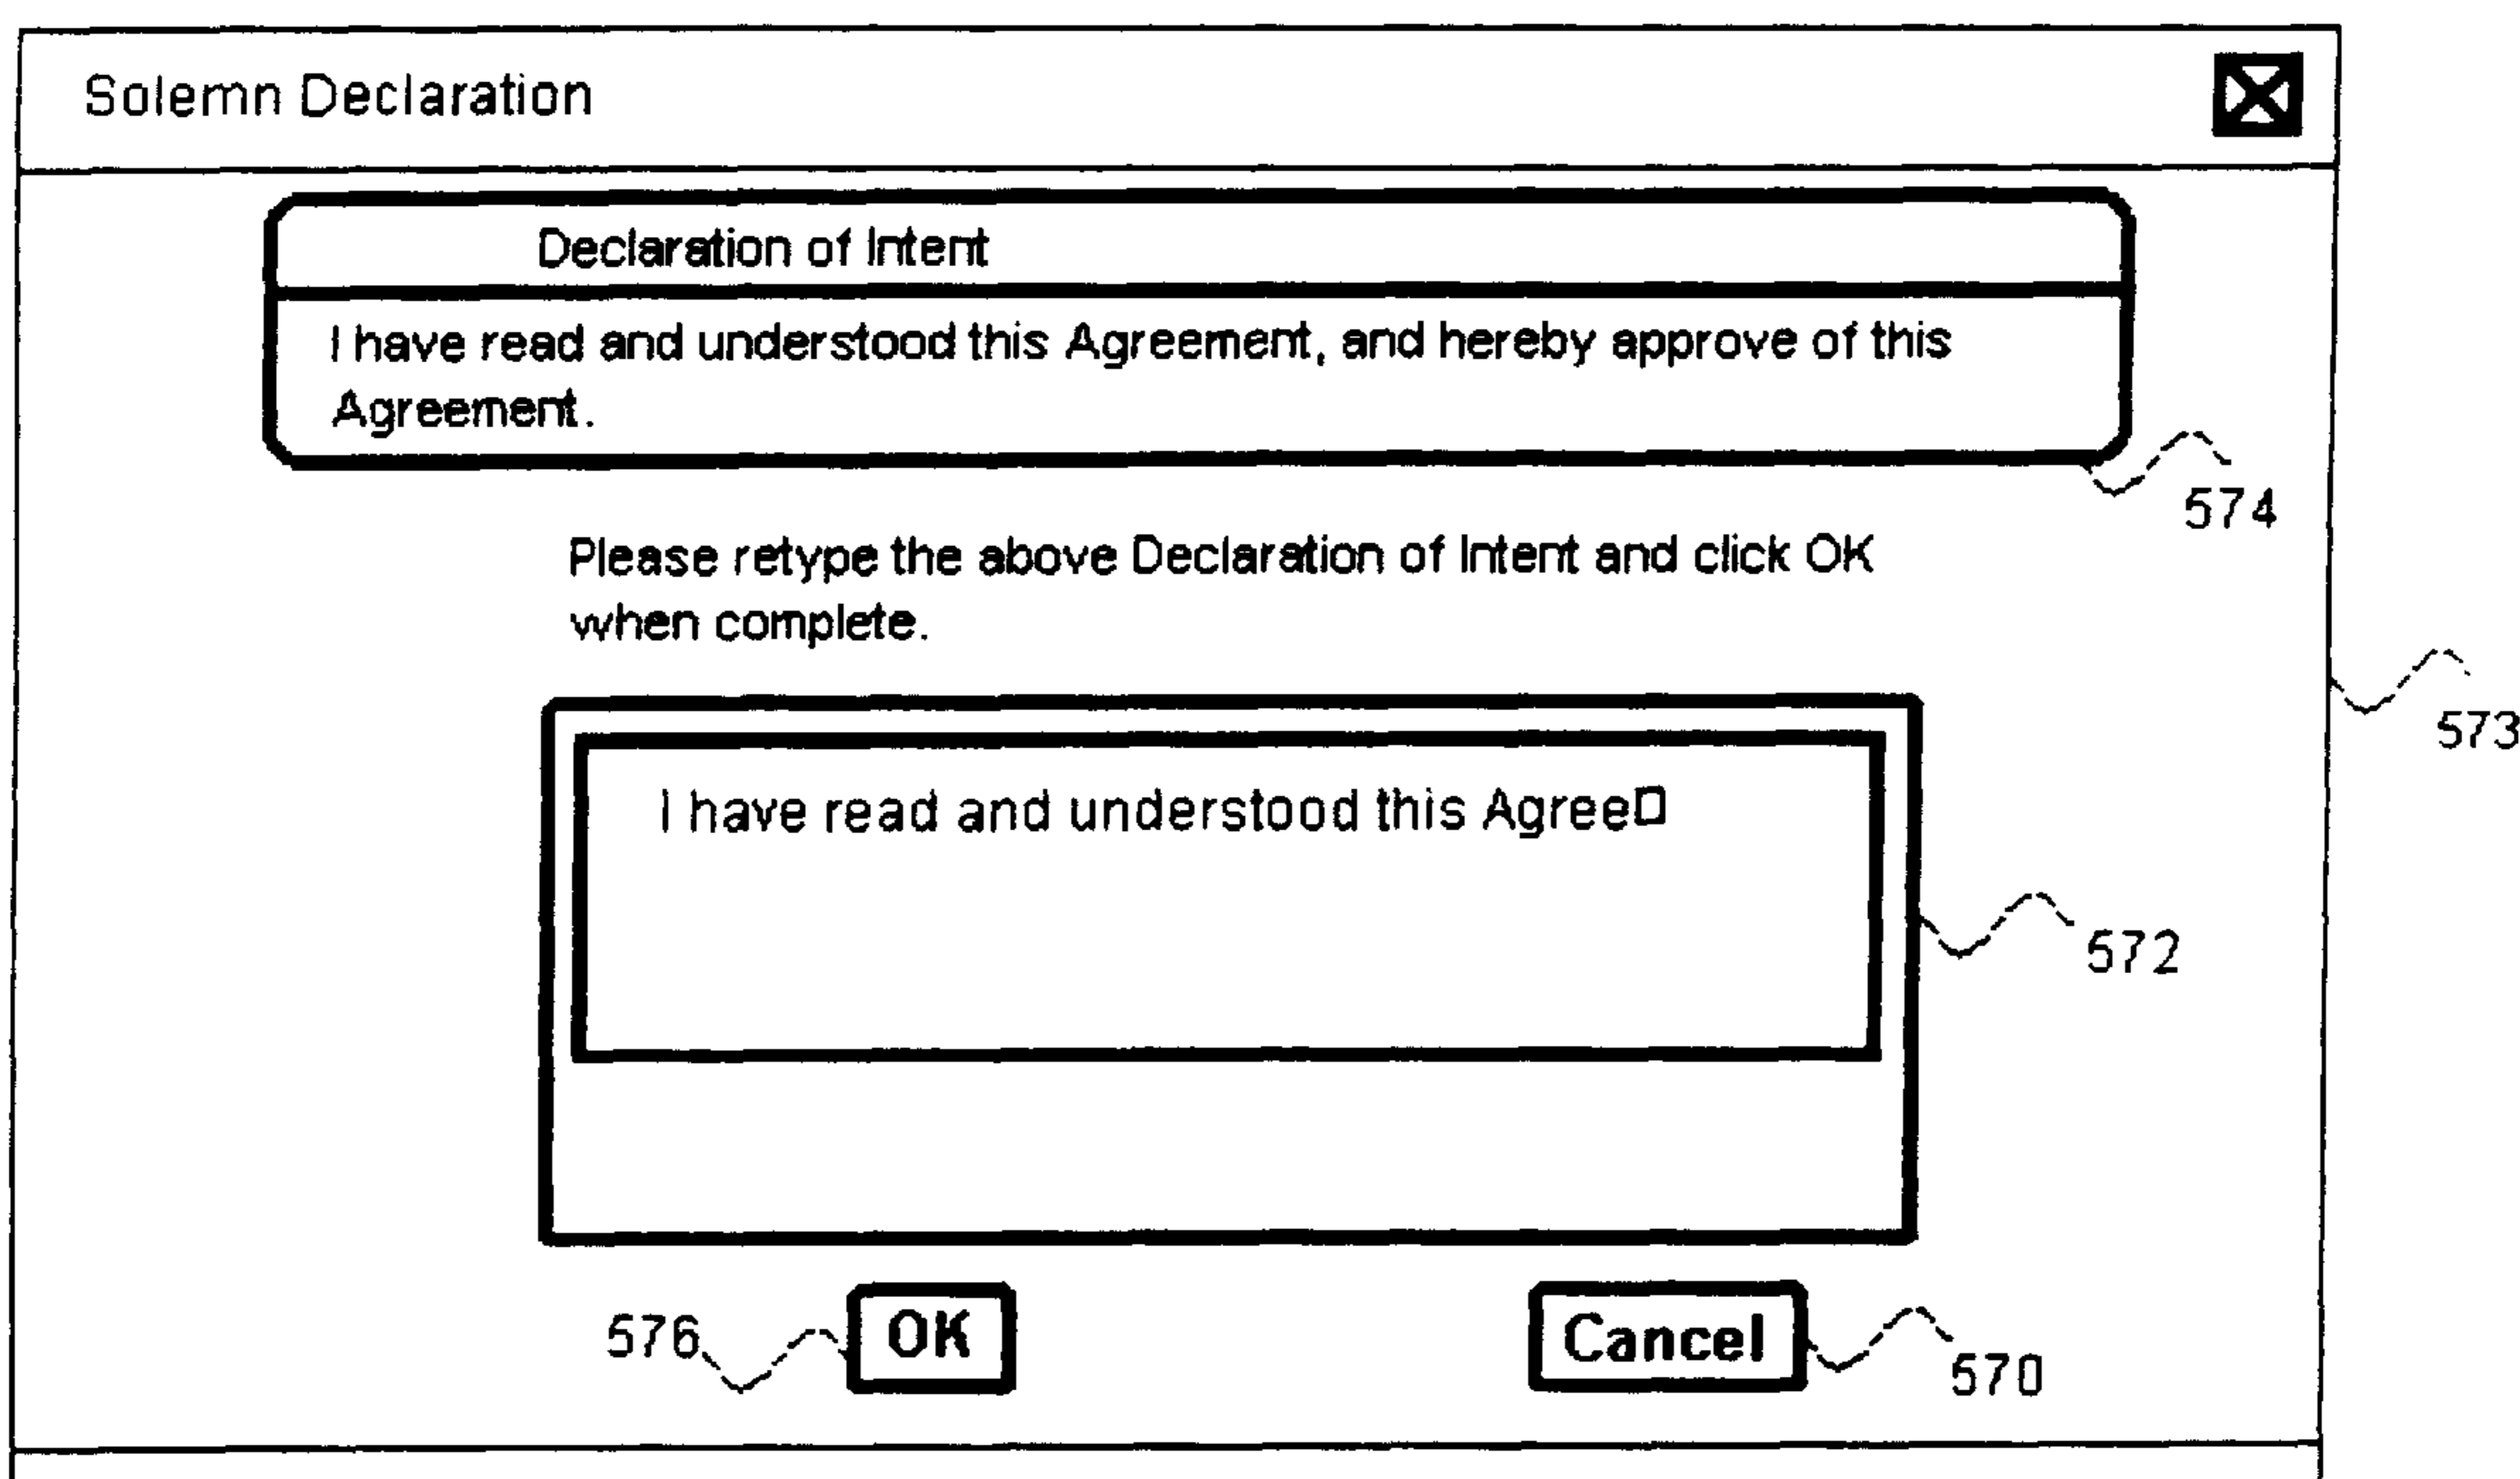 Solemn Declaration
Declaration of Intent
I have read and understood this Agreement, and hereby approve of this
Agreement.
574
Please retype the above Declaration of Intent and click OK
when complete.
573
I have read and understood this Agree
572
576
OK
Cancel
570